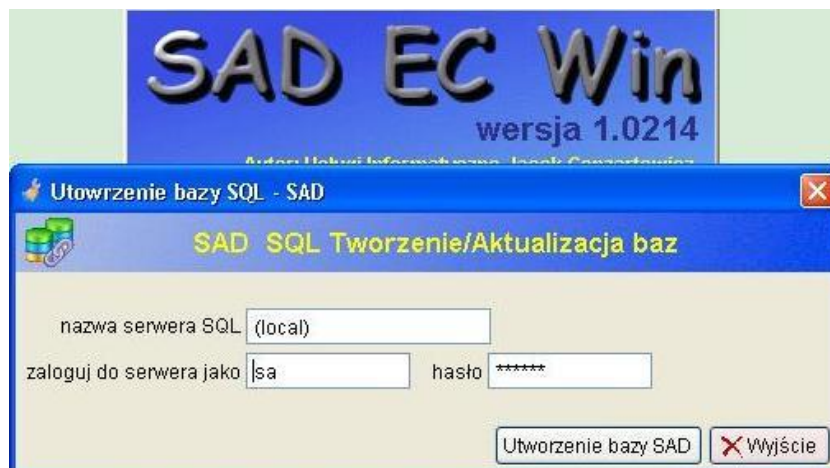 SAD EC Win
wersja 1.0214
Utowrzenie bazy SQL - SAD
SAD SQL Tworzenie/Aktualizacja baz
nazwa serwera SQL (local)
zaloguj do serwera jako sa hasło ******
Utworzenie bazy SAD Wyjście